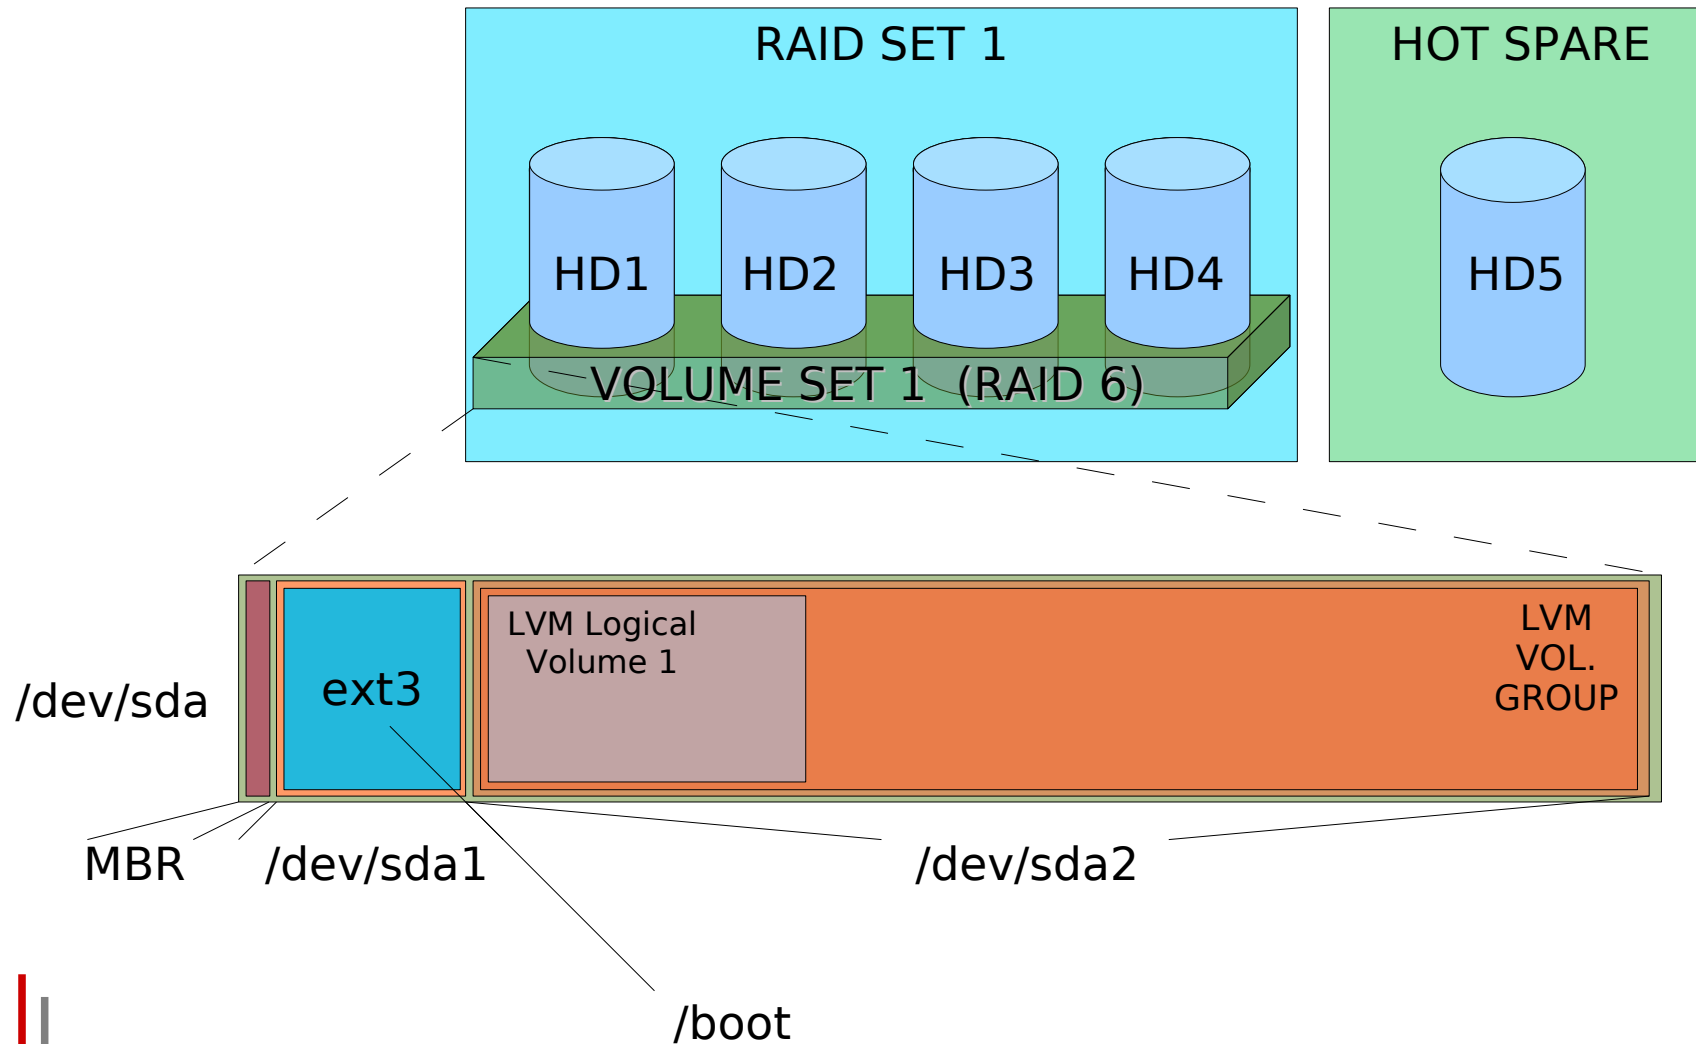 RAID SET 1
HOT SPARE
HD1
HD2
HD3
HD4
HD5
VOLUME SET 1  (RAID 6)
LVM Logical
Volume 1
LVM
VOL.
GROUP
ext3
/dev/sda
MBR
/dev/sda1
/dev/sda2
/boot